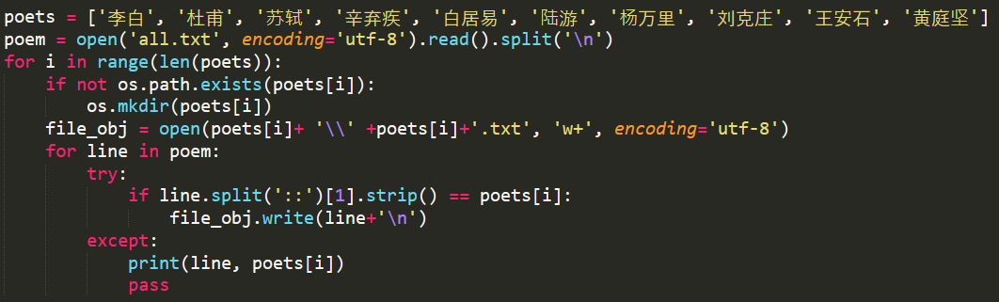 poets = ['李白', '杜甫', '苏轼', '辛弃疾', '白居易', '陆游', '杨万里', '刘克庄', '王安石', '黄庭坚']
poem = open('all.txt', encoding='utf-8').read().split('\n')
for i in range(len(poets)):
    if not os.path.exists(poets[i]):
        os.mkdir(poets[i])
    file_obj = open(poets[i]+ '\\' +poets[i]+'.txt', 'w+', encoding='utf-8')
    for line in poem:
        try:
            if line.split('::')[1].strip() == poets[i]:
                file_obj.write(line+'\n')
        except:
            print(line, poets[i])
            pass